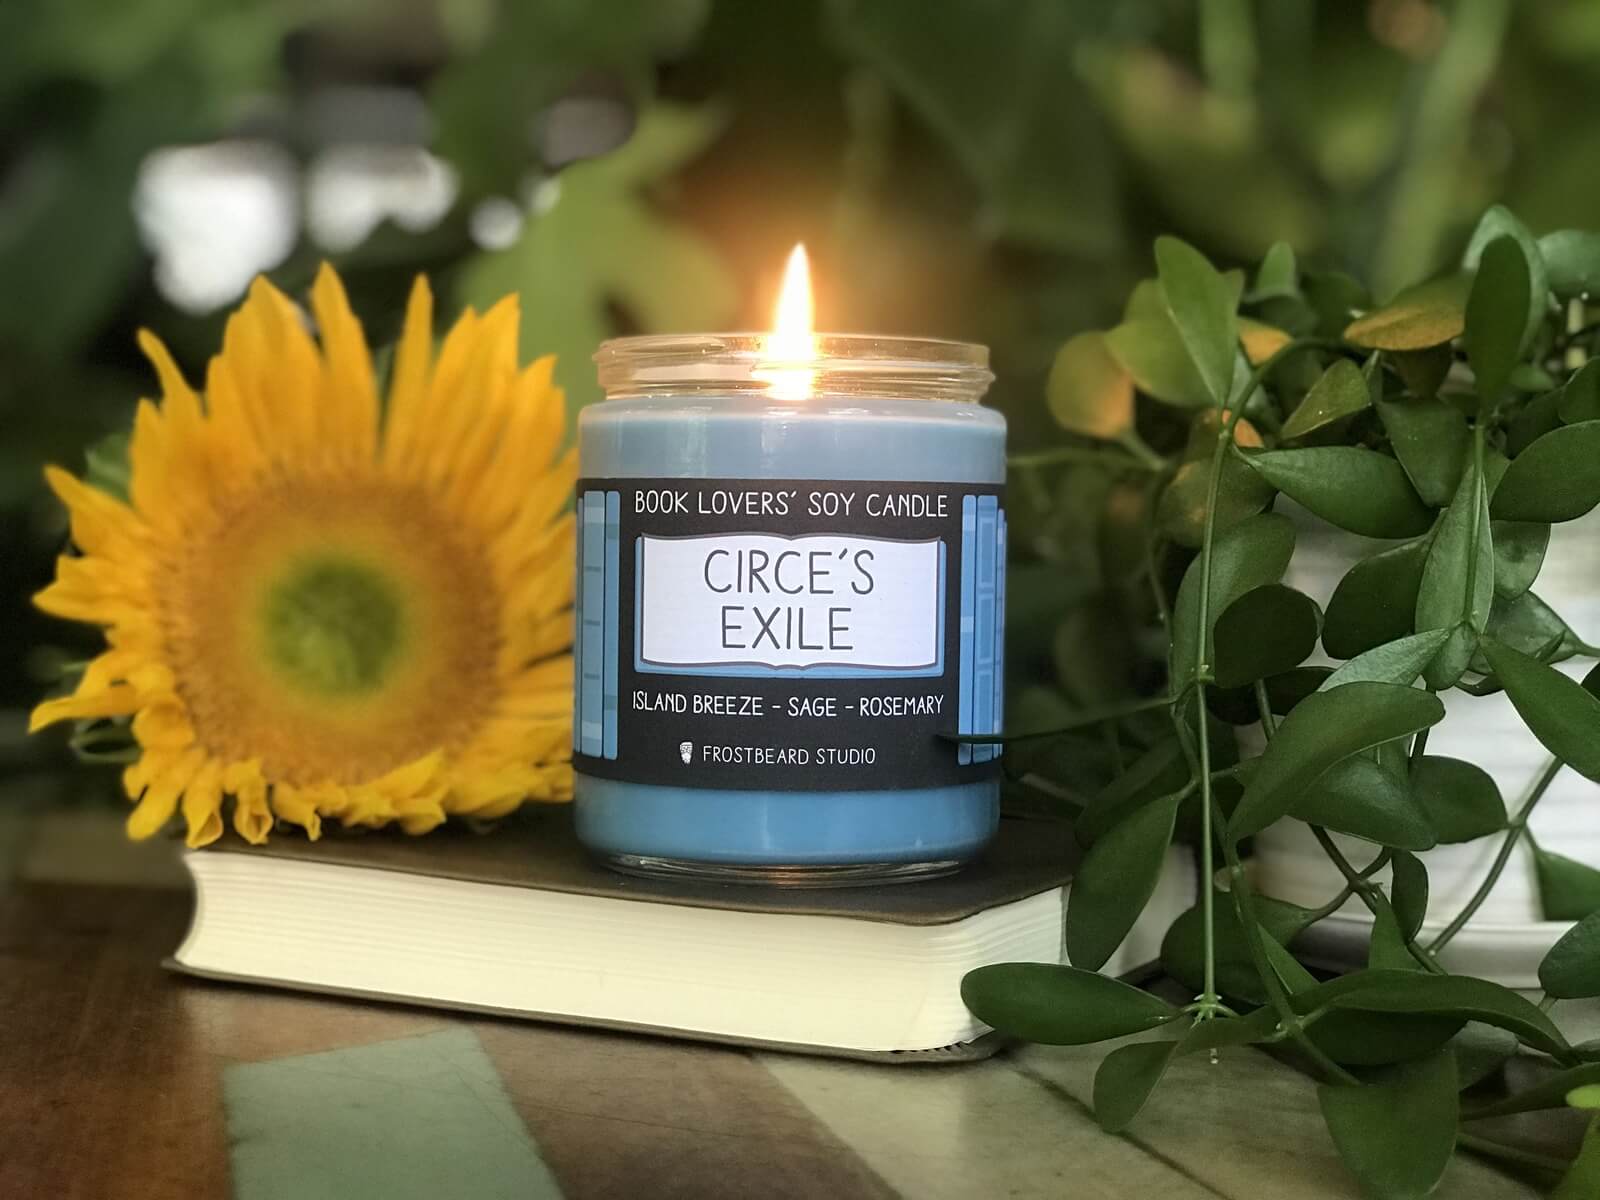 BOOK LOVERS' SOY CANDLE
CIRCE'S
EXILE
ISLAND BREEZE - SAGE - ROSEMARY
FROSTBEARD STUDIO